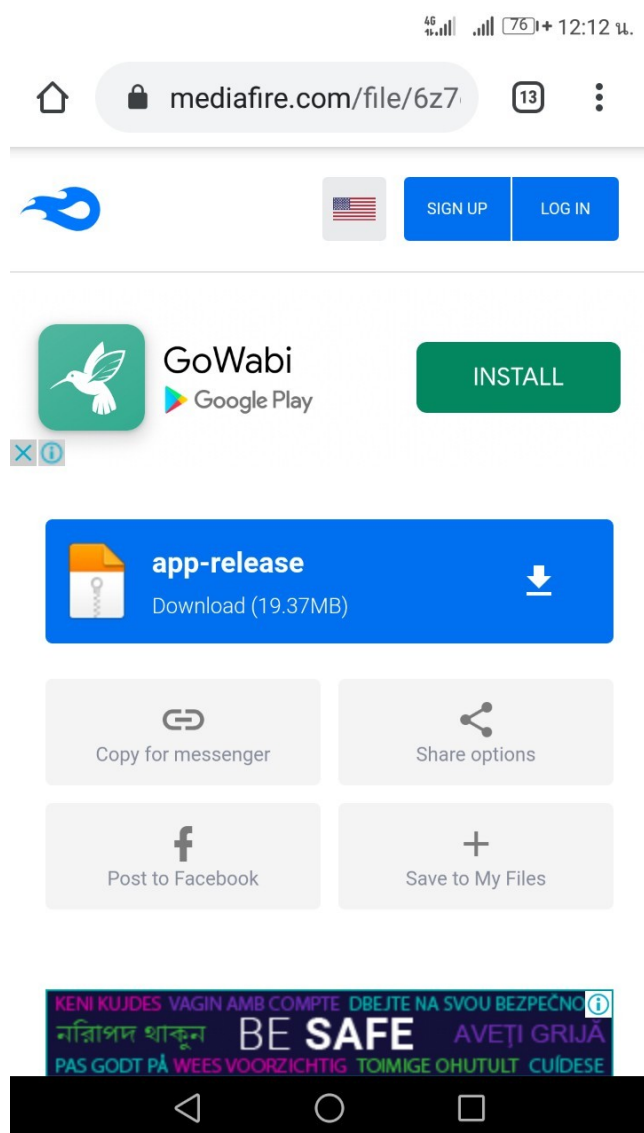 4G 76 12:12 น.
mediafire.com/file/6z7 13
SIGN UP LOG IN
GoWabi
Google Play
INSTALL
app-release
Download (19.37MB)
Copy for messenger
Share options
Post to Facebook
Save to My Files
KENI KUJDES VAGIN AMB COMPTE DBEJTE NA SVOU BEZPEČNO
নিরাপদ থাকুন BE SAFE AVEȚI GRIJĂ
PAS GODT PÅ WEES VOORZICHTIG TOIMIGE OHUTULT CUÍDESE